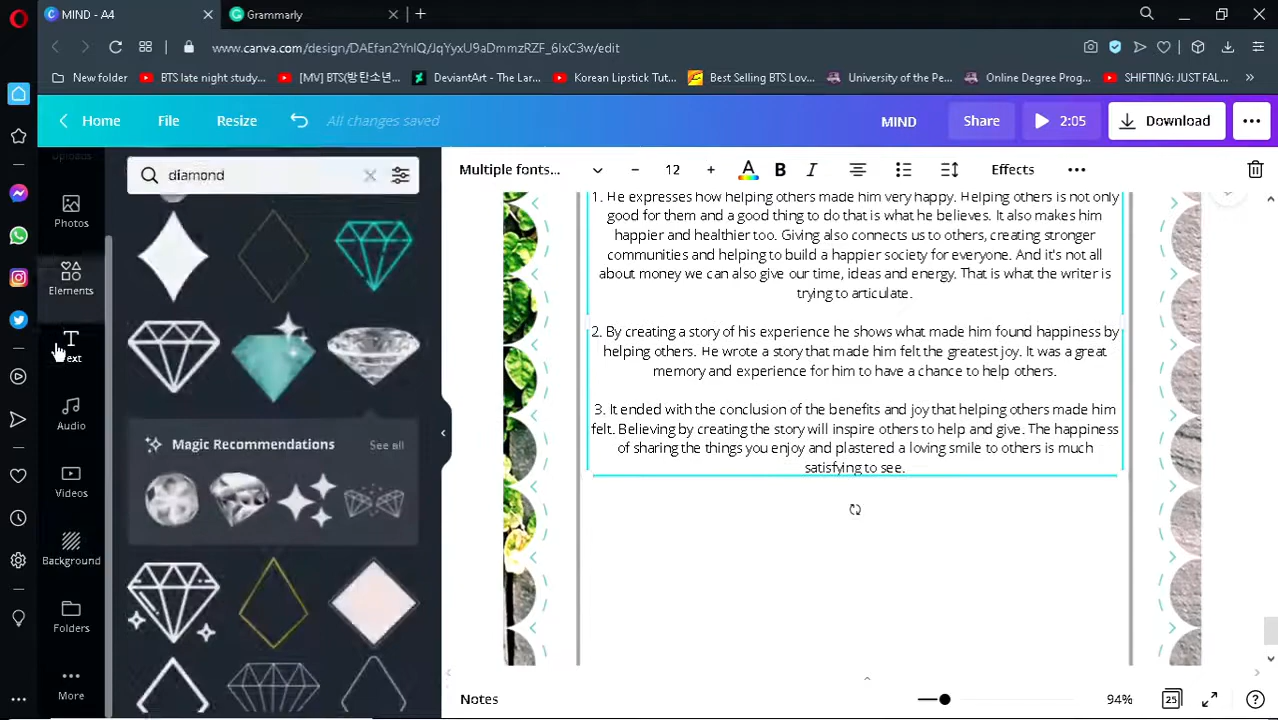 MIND - A4
Grammarly
www.canva.com/design/DAEfan2YnIQ/JqYyxU9aDmmzRZF_6IxC3w/edit
New folder
BTS late night study...
[MV] BTS(방탄소년...
DeviantArt - The Lar...
Korean Lipstick Tut...
Best Selling BTS Lov...
University of the Pe...
Online Degree Prog...
SHIFTING: JUST FAL...
Home
File
Resize
All changes saved
MIND
Share
2:05
Download
Uploads
Photos
Elements
Text
Audio
Videos
Background
Folders
More
diamond
Magic Recommendations
See all
Multiple fonts...
12
A
B
I
Effects
1. He expresses how helping others made him very happy. Helping others is not only
good for them and a good thing to do that is what he believes. It also makes him
happier and healthier too. Giving also connects us to others, creating stronger
communities and helping to build a happier society for everyone. And it's not all
about money we can also give our time, ideas and energy. That is what the writer is
trying to articulate.
2. By creating a story of his experience he shows what made him found happiness by
helping others. He wrote a story that made him felt the greatest joy. It was a great
memory and experience for him to have a chance to help others.
3. It ended with the conclusion of the benefits and joy that helping others made him
felt. Believing by creating the story will inspire others to help and give. The happiness
of sharing the things you enjoy and plastered a loving smile to others is much
satisfying to see.
Notes
94%
25